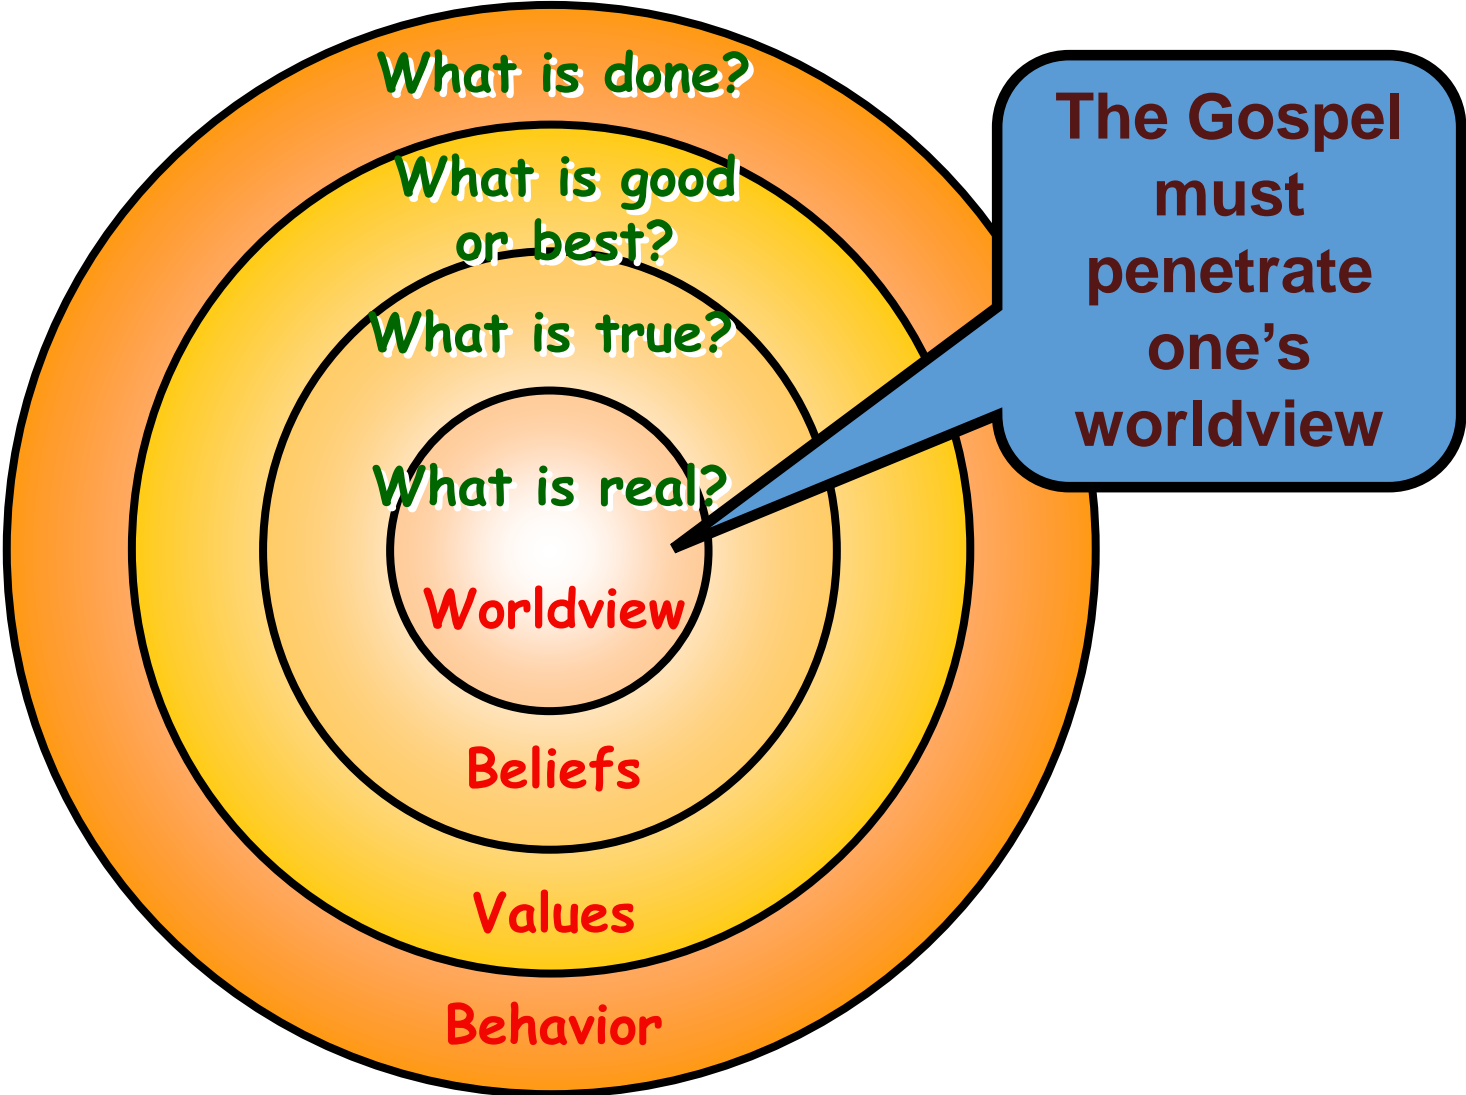 What is done?
What is good
or best?
What is true?
What is real?
Worldview
Beliefs
Values
Behavior
The Gospel
must
penetrate
one’s
worldview